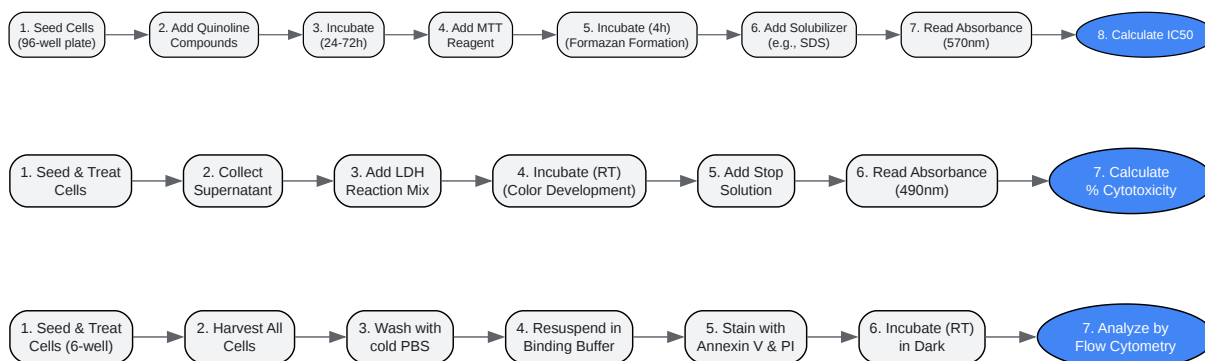 1. Seed Cells
(96-well plate)
2. Add Quinoline
Compounds
3. Incubate
(24-72h)
4. Add MTT
Reagent
5. Incubate (4h)
(Formazan Formation)
6. Add Solubilizer
(e.g., SDS)
7. Read Absorbance
(570nm)
8. Calculate IC50
1. Seed & Treat
Cells
2. Collect
Supernatant
3. Add LDH
Reaction Mix
4. Incubate (RT)
(Color Development)
5. Add Stop
Solution
6. Read Absorbance
(490nm)
7. Calculate
% Cytotoxicity
1. Seed & Treat
Cells (6-well)
2. Harvest All
Cells
3. Wash with
cold PBS
4. Resuspend in
Binding Buffer
5. Stain with
Annexin V & PI
6. Incubate (RT)
in Dark
7. Analyze by
Flow Cytometry